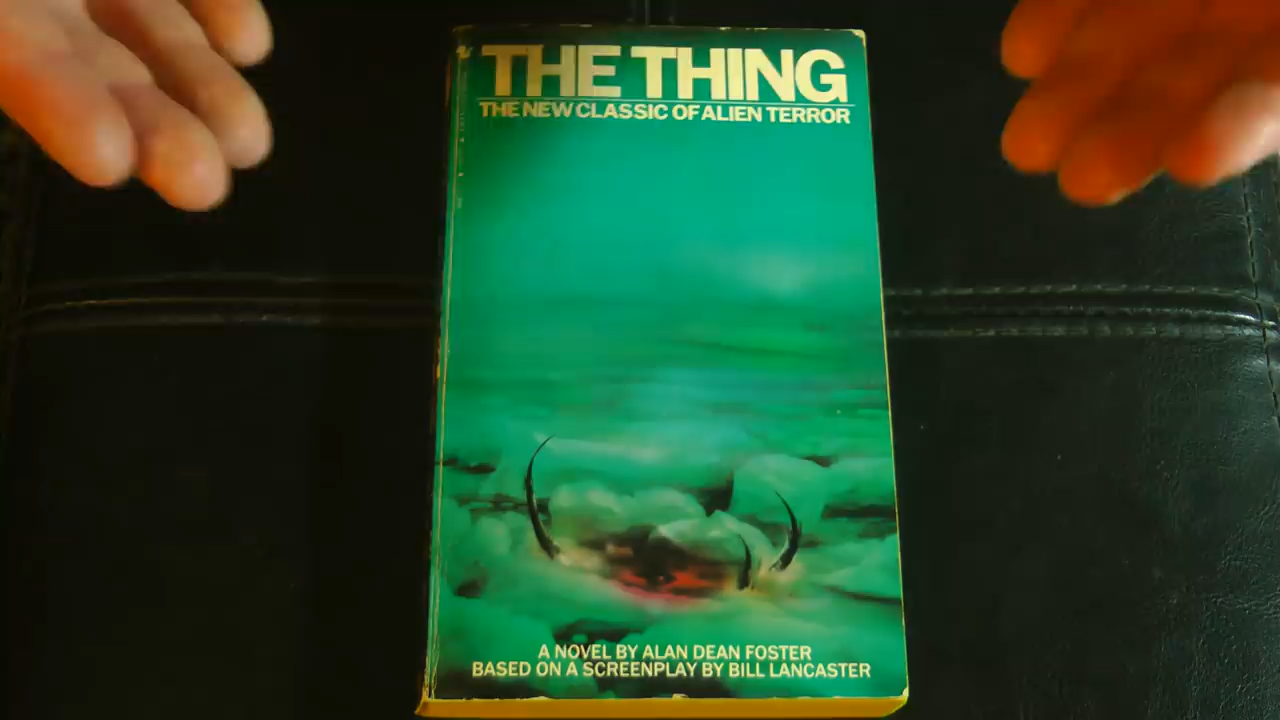 THE THING
THE NEW CLASSIC OF ALIEN TERROR
A NOVEL BY ALAN DEAN FOSTER
BASED ON A SCREENPLAY BY BILL LANCASTER